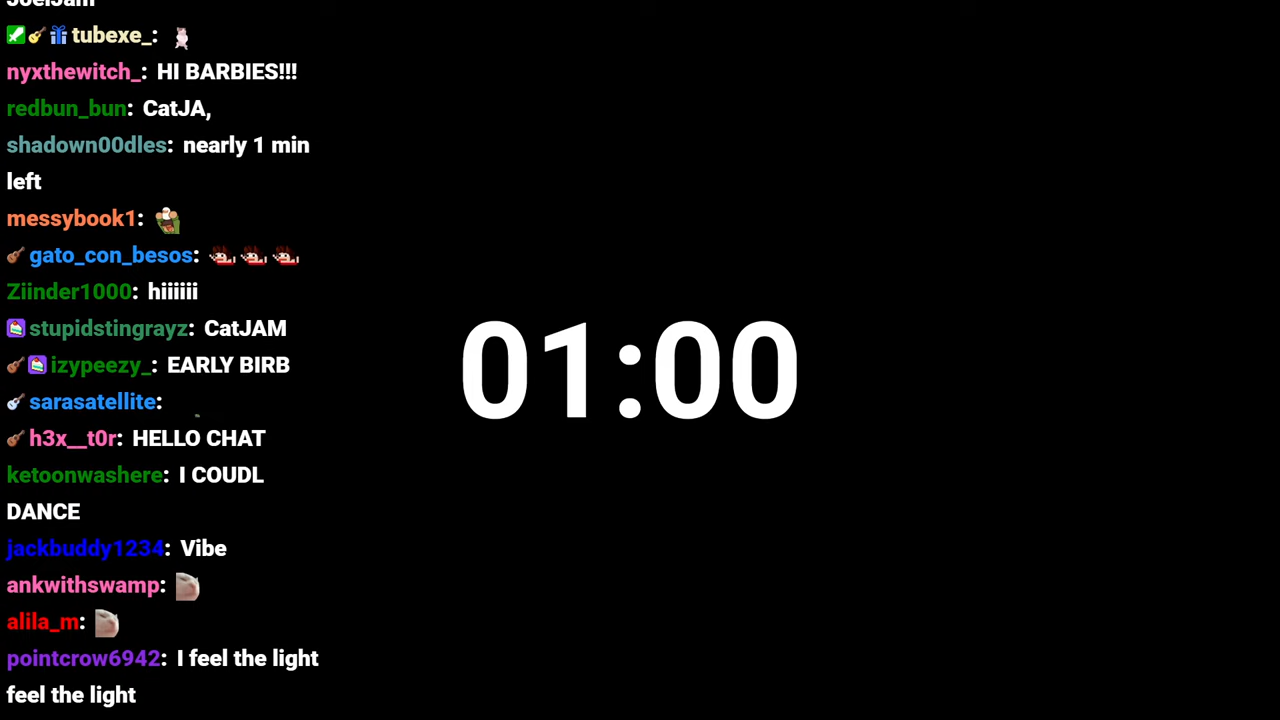 JoelJam
tubexe_:
nyxthewitch_: HI BARBIES!!!
redbun_bun: CatJA,
shadown00dles: nearly 1 min
left
messybook1:
gato_con_besos:
Ziinder1000: hiiiiii
stupidstingrayz: CatJAM
izypeezy_: EARLY BIRB
sarasatellite:
h3x__t0r: HELLO CHAT
ketoonwashere: I COUDL
DANCE
jackbuddy1234: Vibe
ankwithswamp:
alila_m:
pointcrow6942: I feel the light
feel the light
01:00